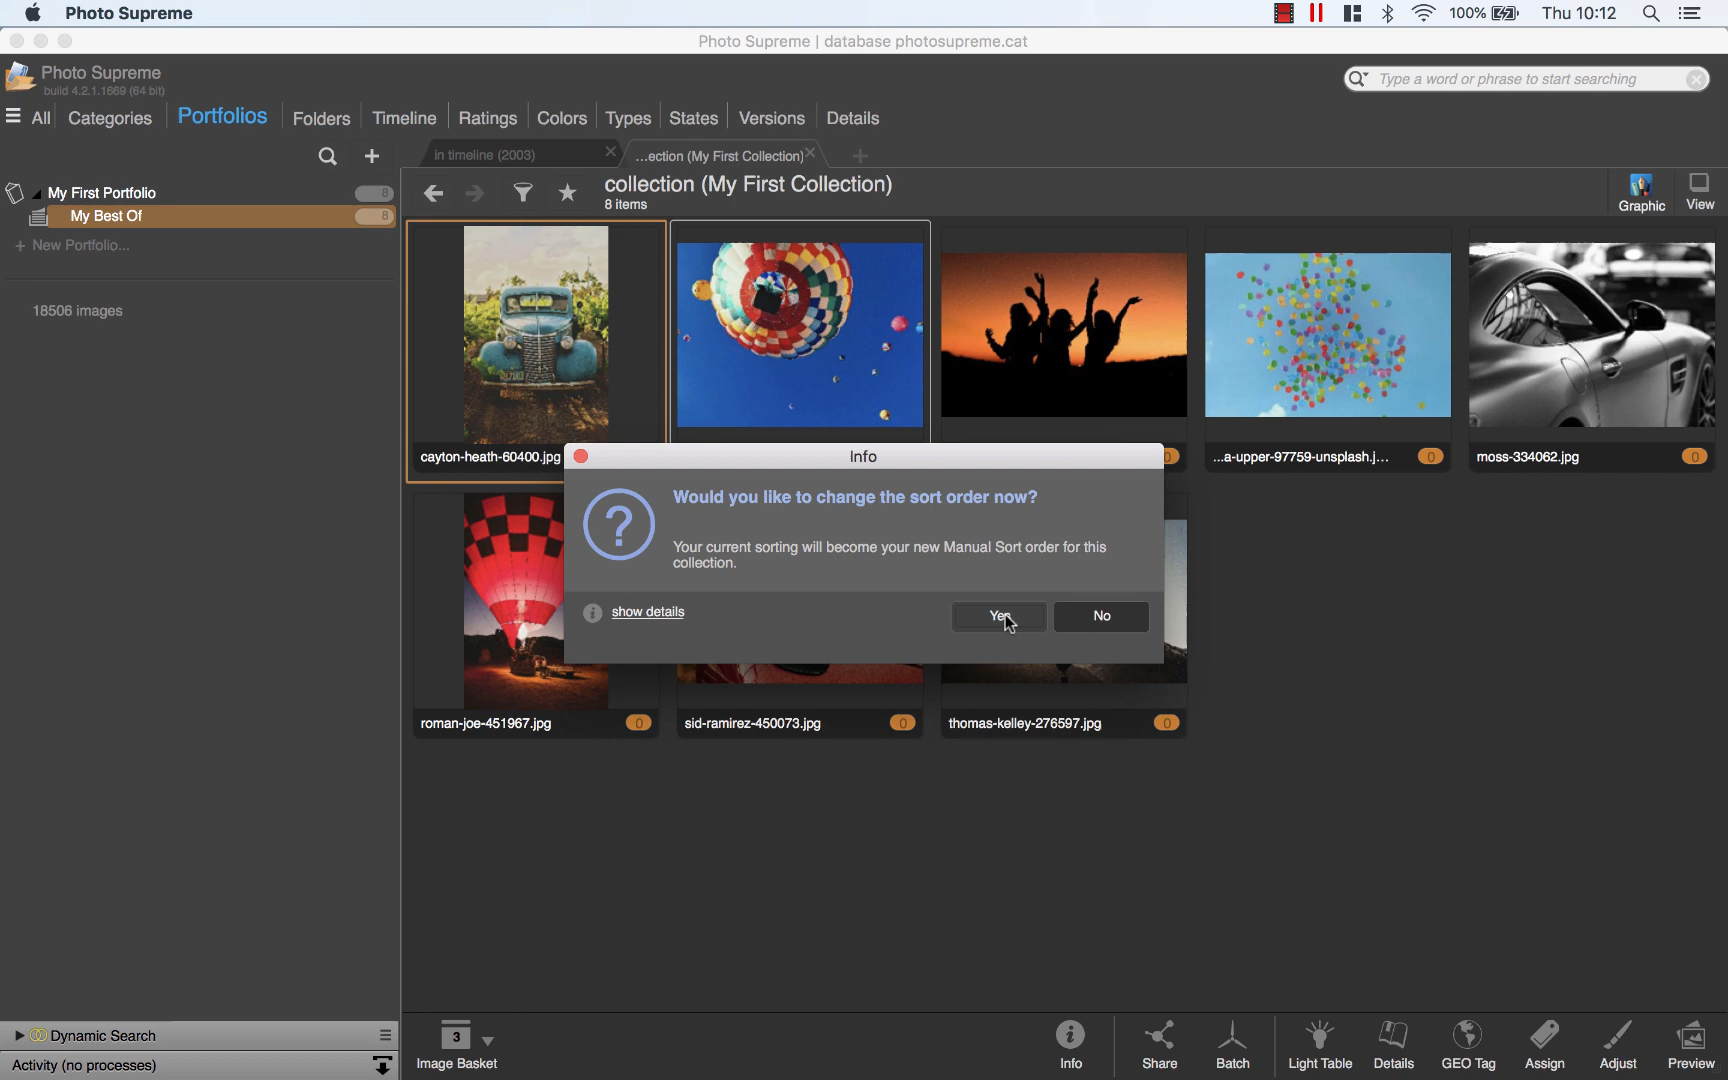 Photo Supreme
100%
Thu 10:12
Photo Supreme | database photosupreme.cat
Photo Supreme
build 4.2.1.1669 (64 bit)
Type a word or phrase to start searching
All
Categories
Portfolios
Folders
Timeline
Ratings
Colors
Types
States
Versions
Details
in timeline (2003)
...ection (My First Collection)
My First Portfolio
8
My Best Of
8
+ New Portfolio...
18506 images
collection (My First Collection)
8 items
Graphic
View
cayton-heath-60400.jpg
0
...a-upper-97759-unsplash.j...
0
moss-334062.jpg
0
Info
Would you like to change the sort order now?
Your current sorting will become your new Manual Sort order for this
collection.
show details
Yes
No
roman-joe-451967.jpg
0
sid-ramirez-450073.jpg
0
thomas-kelley-276597.jpg
0
Dynamic Search
Activity (no processes)
3
Image Basket
Info
Share
Batch
Light Table
Details
GEO Tag
Assign
Adjust
Preview